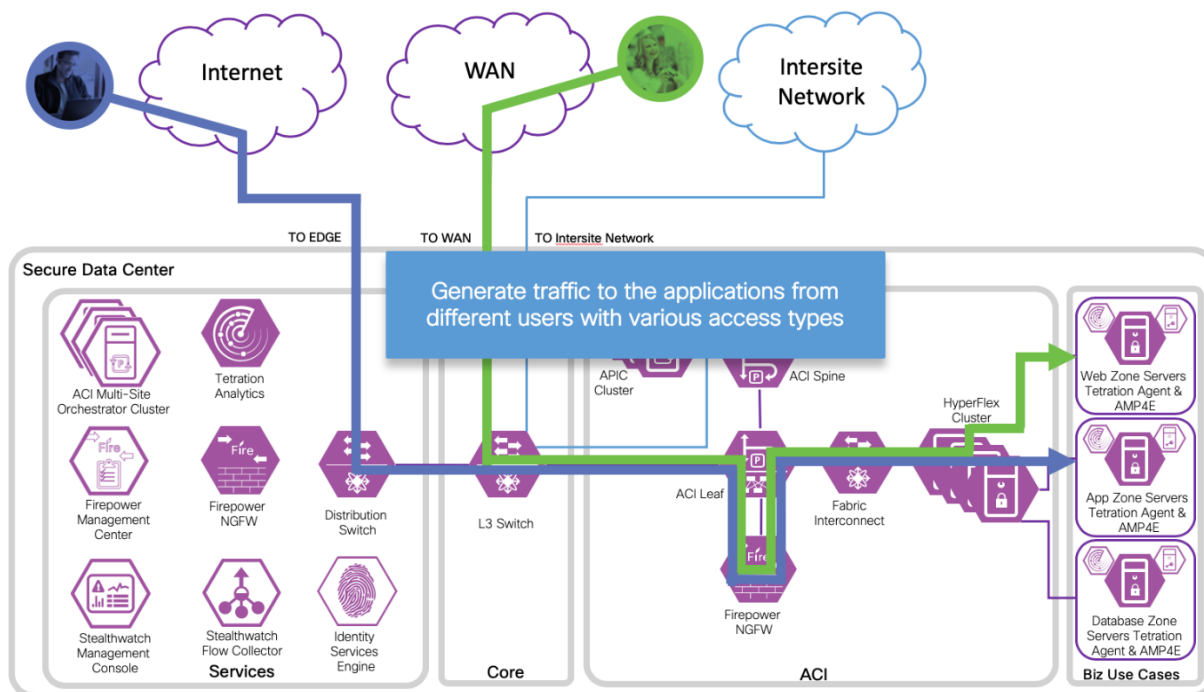 Internet
WAN
Intersite
Network
TO EDGE
TO WAN
TO Intersite Network
Secure Data Center
Generate traffic to the applications from
different users with various access types
ACI Multi-Site
Orchestrator Cluster
Tetration
Analytics
APIC
Cluster
ACI Spine
HyperFlex
Cluster
Web Zone Servers
Tetration Agent &
AMP4E
Fire
Firepower
Management
Center
Fire
Firepower
NGFW
Distribution
Switch
L3 Switch
P
ACI Leaf
Fabric
Interconnect
App Zone Servers
Tetration Agent &
AMP4E
Fire
Firepower
NGFW
Stealthwatch
Management
Console
Stealthwatch
Flow Collector
Identity
Services
Engine
Database Zone
Servers Tetration
Agent & AMP4E
Services
Core
ACI
Biz Use Cases